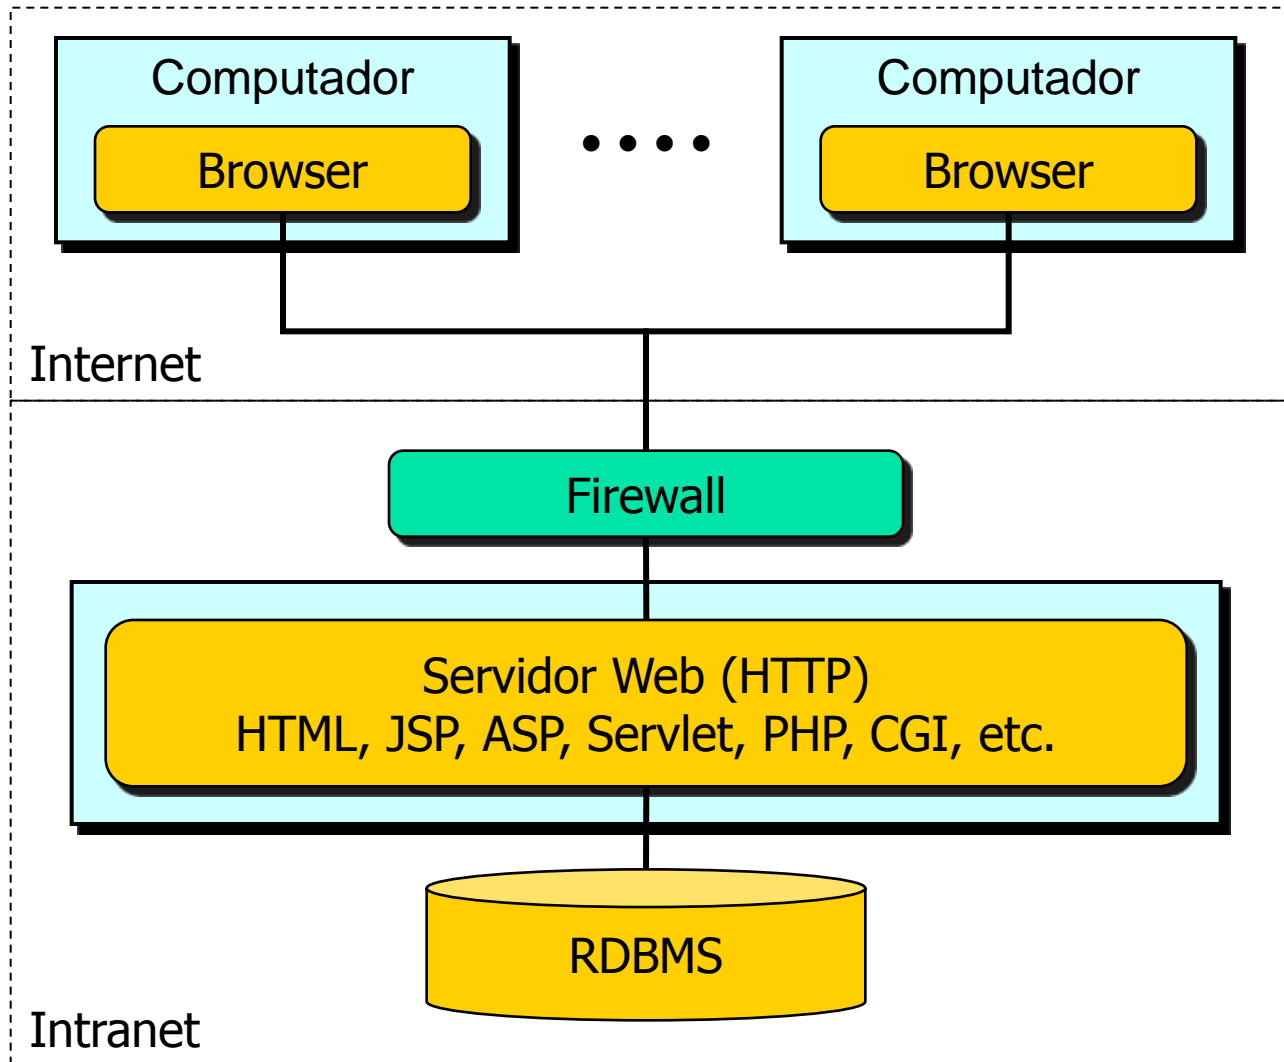 Computador
Browser
Computador
Browser
Internet
Firewall
Servidor Web (HTTP)
HTML, JSP, ASP, Servlet, PHP, CGI, etc.
RDBMS
Intranet